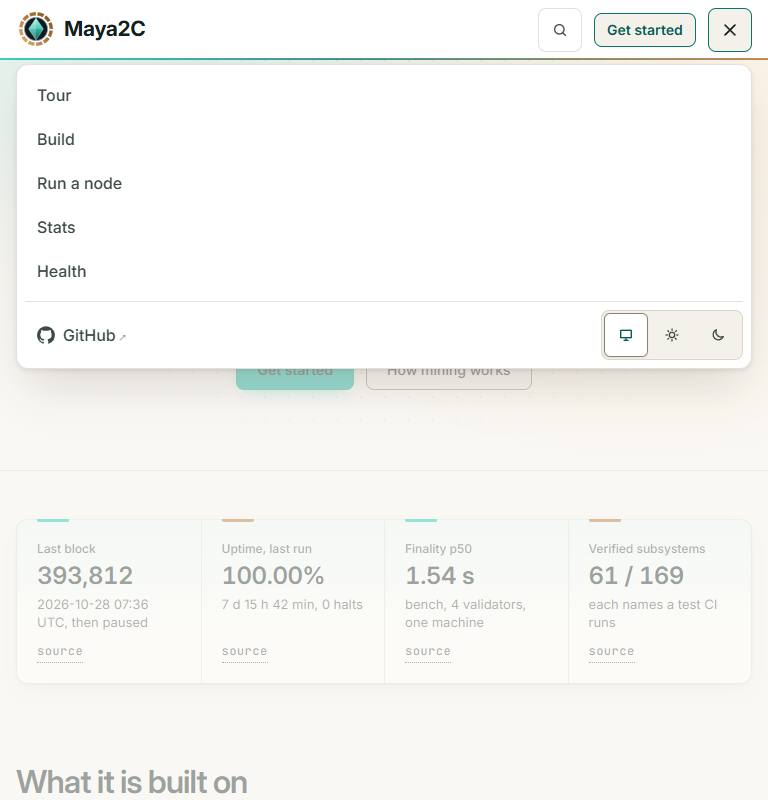 Maya2C
Get started
Tour
Build
Run a node
Stats
Health
GitHub ↗
Get started
How mining works
Last block
393,812
2026-10-28 07:36
UTC, then paused
source
Uptime, last run
100.00%
7 d 15 h 42 min, 0 halts
source
Finality p50
1.54 s
bench, 4 validators,
one machine
source
Verified subsystems
61 / 169
each names a test CI
runs
source
What it is built on